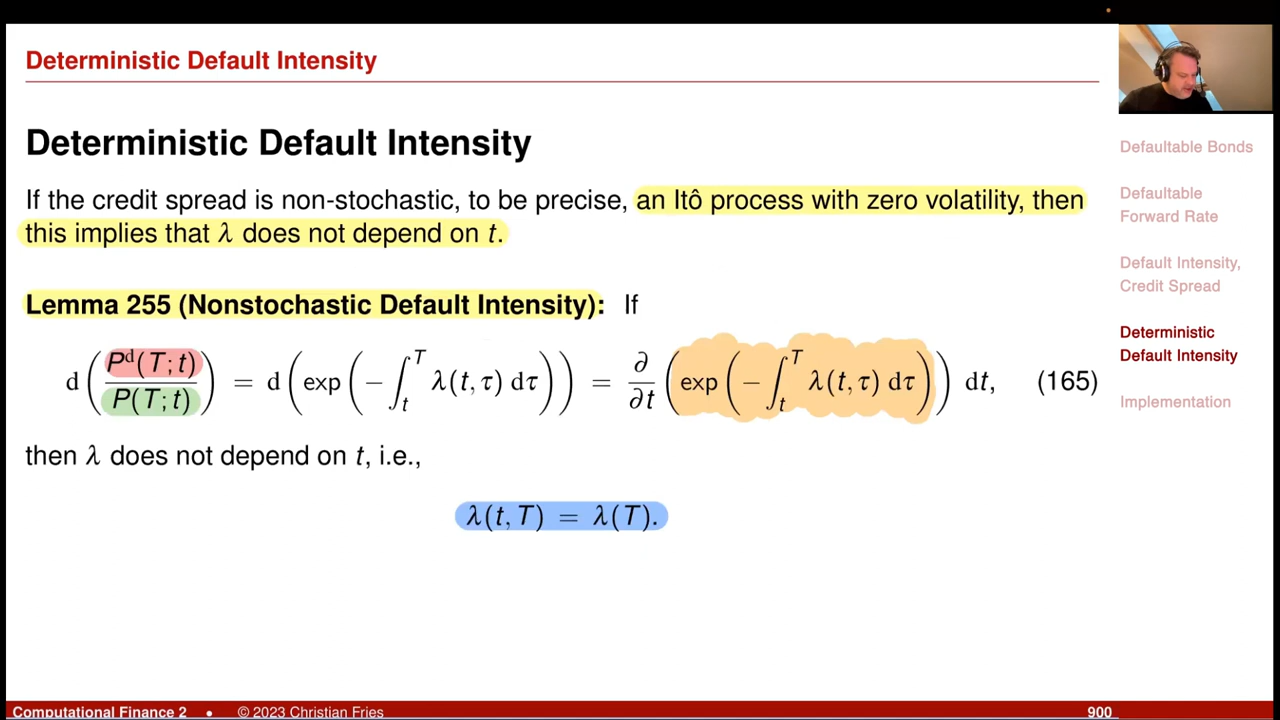 Deterministic Default Intensity
Deterministic Default Intensity
If the credit spread is non-stochastic, to be precise, an Itô process with zero volatility, then
this implies that λ does not depend on t.
Lemma 255 (Nonstochastic Default Intensity): If
d( P^d(T;t) / P(T;t) ) = d( exp( − ∫_t^T λ(t,τ) dτ ) ) = ∂/∂t ( exp( − ∫_t^T λ(t,τ) dτ ) ) dt, (165)
then λ does not depend on t, i.e.,
λ(t,T) = λ(T).
Defaultable Bonds
Defaultable
Forward Rate
Default Intensity,
Credit Spread
Deterministic
Default Intensity
Implementation
Computational Finance 2 • © 2023 Christian Fries 900